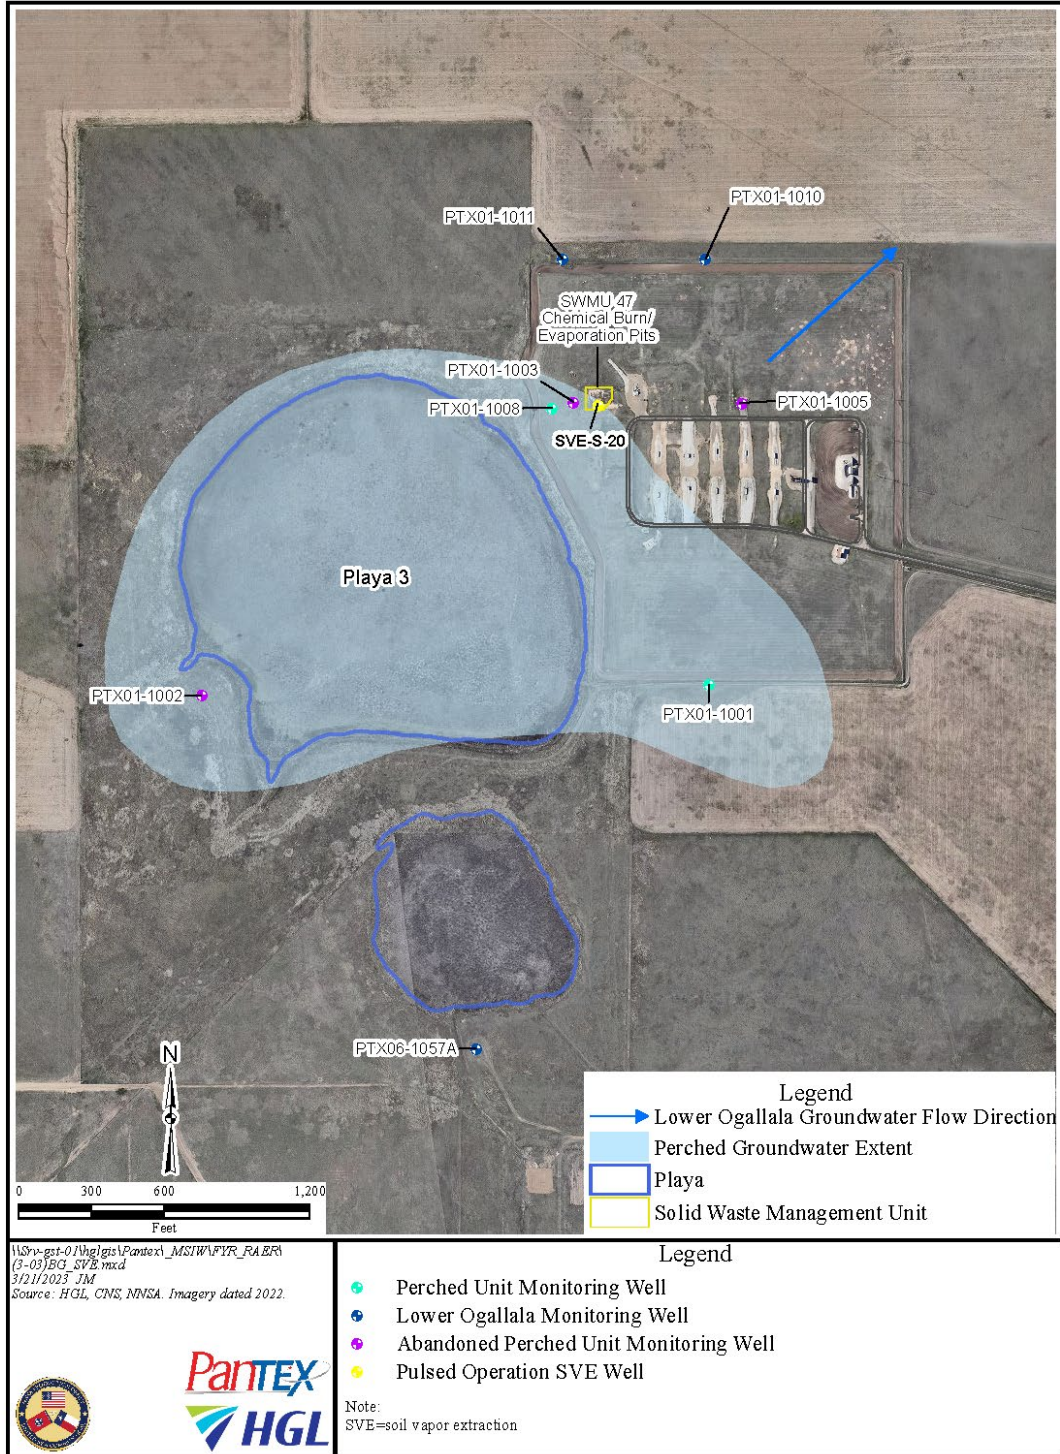 PTX01-1010
PTX01-1011
SWMU 47
Chemical Burn/
Evaporation Pits
PTX01-1003
PTX01-1008
PTX01-1005
SVE-S-20
Playa 3
PTX01-1002
PTX01-1001
PTX06-1057A
N
0 300 600 1,200
Feet
Legend
Lower Ogallala Groundwater Flow Direction
Perched Groundwater Extent
Playa
Solid Waste Management Unit
\\Srv-gst-01\hglgis\Pantex\_MSIW\FYR_RAER\
(3-03)BG_SVE.mxd
3/21/2023 JM
Source: HGL, CNS, NNSA. Imagery dated 2022.
PanTEX
HGL
Legend
Perched Unit Monitoring Well
Lower Ogallala Monitoring Well
Abandoned Perched Unit Monitoring Well
Pulsed Operation SVE Well
Note:
SVE=soil vapor extraction